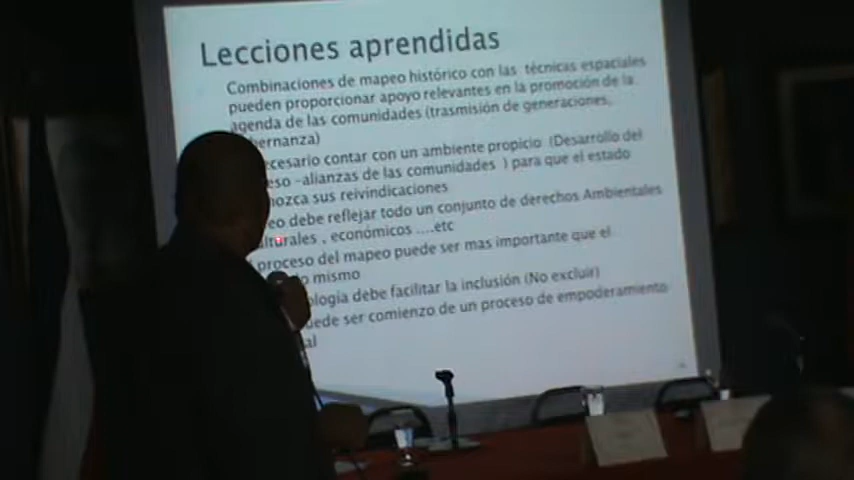 Lecciones aprendidas
Combinaciones de mapeo histórico con las técnicas espaciales
pueden proporcionar apoyo relevantes en la promoción de la
agenda de las comunidades (trasmisión de generaciones,
bernanza)
ecesario contar con un ambiente propicio (Desarrollo del
eso -alianzas de las comunidades ) para que el estado
nozca sus reivindicaciones
eo debe reflejar todo un conjunto de derechos Ambientales
lturales , económicos ....etc
proceso del mapeo puede ser mas importante que el
o mismo
ología debe facilitar la inclusión (No excluir)
uede ser comienzo de un proceso de empoderamiento
al